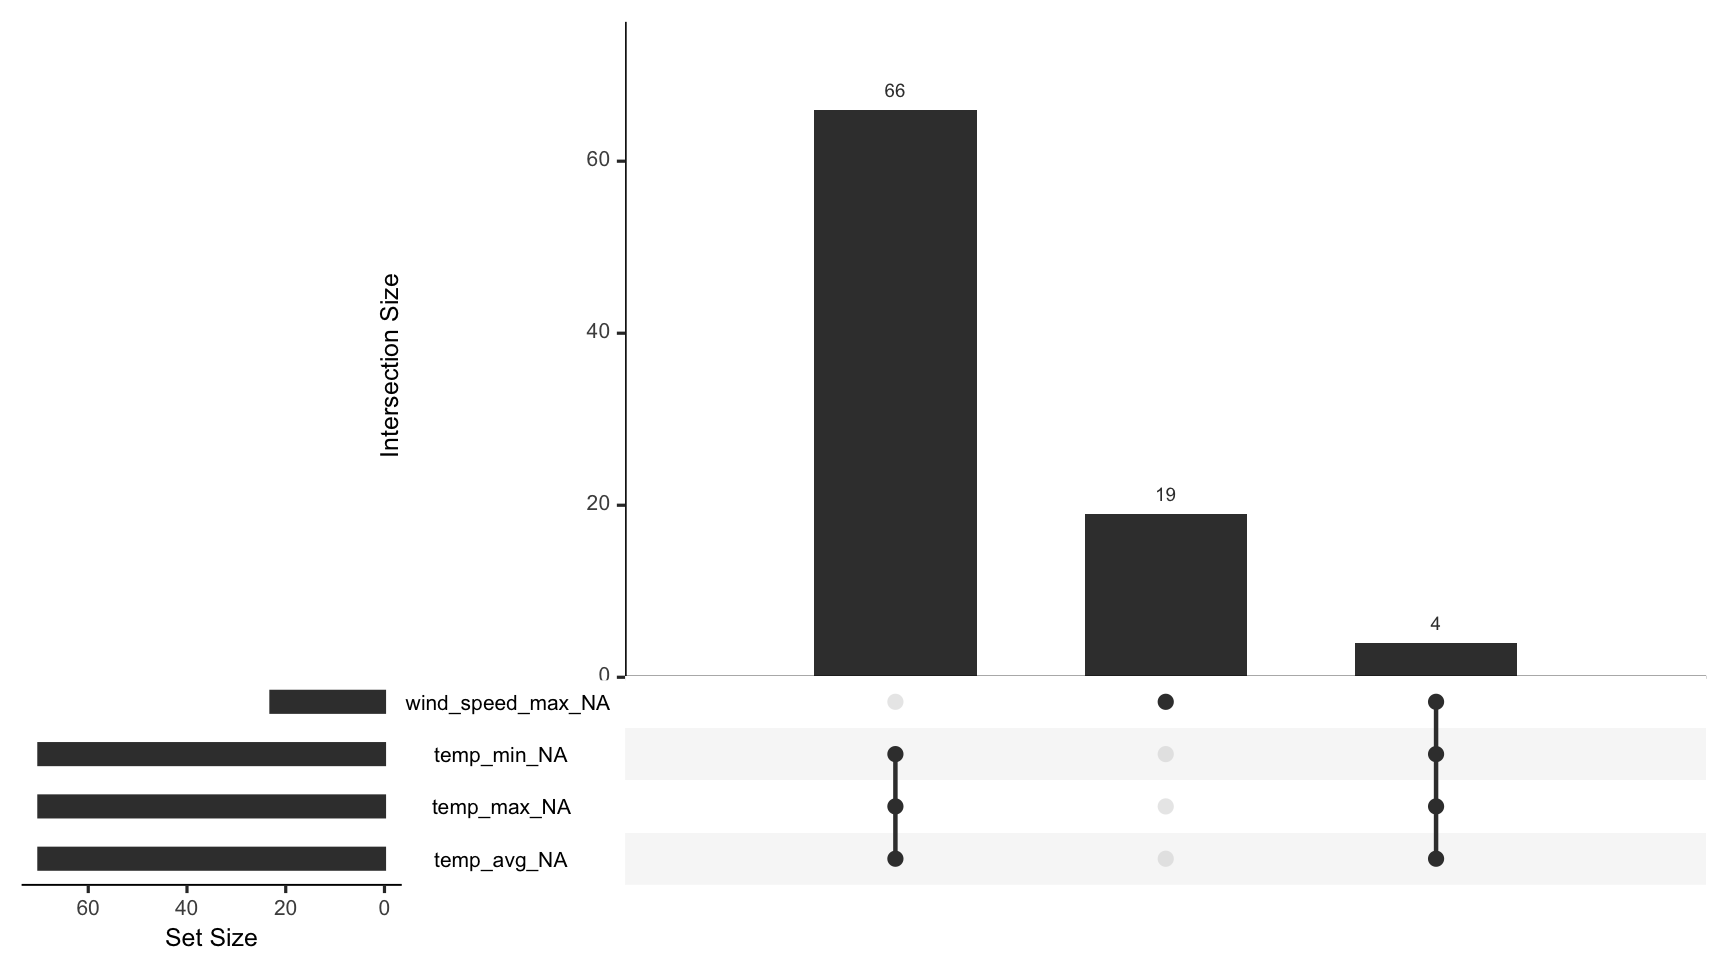 66
60
Intersection Size
40
20
19
4
0
wind_speed_max_NA
temp_min_NA
temp_max_NA
temp_avg_NA
60 40 20 0
Set Size